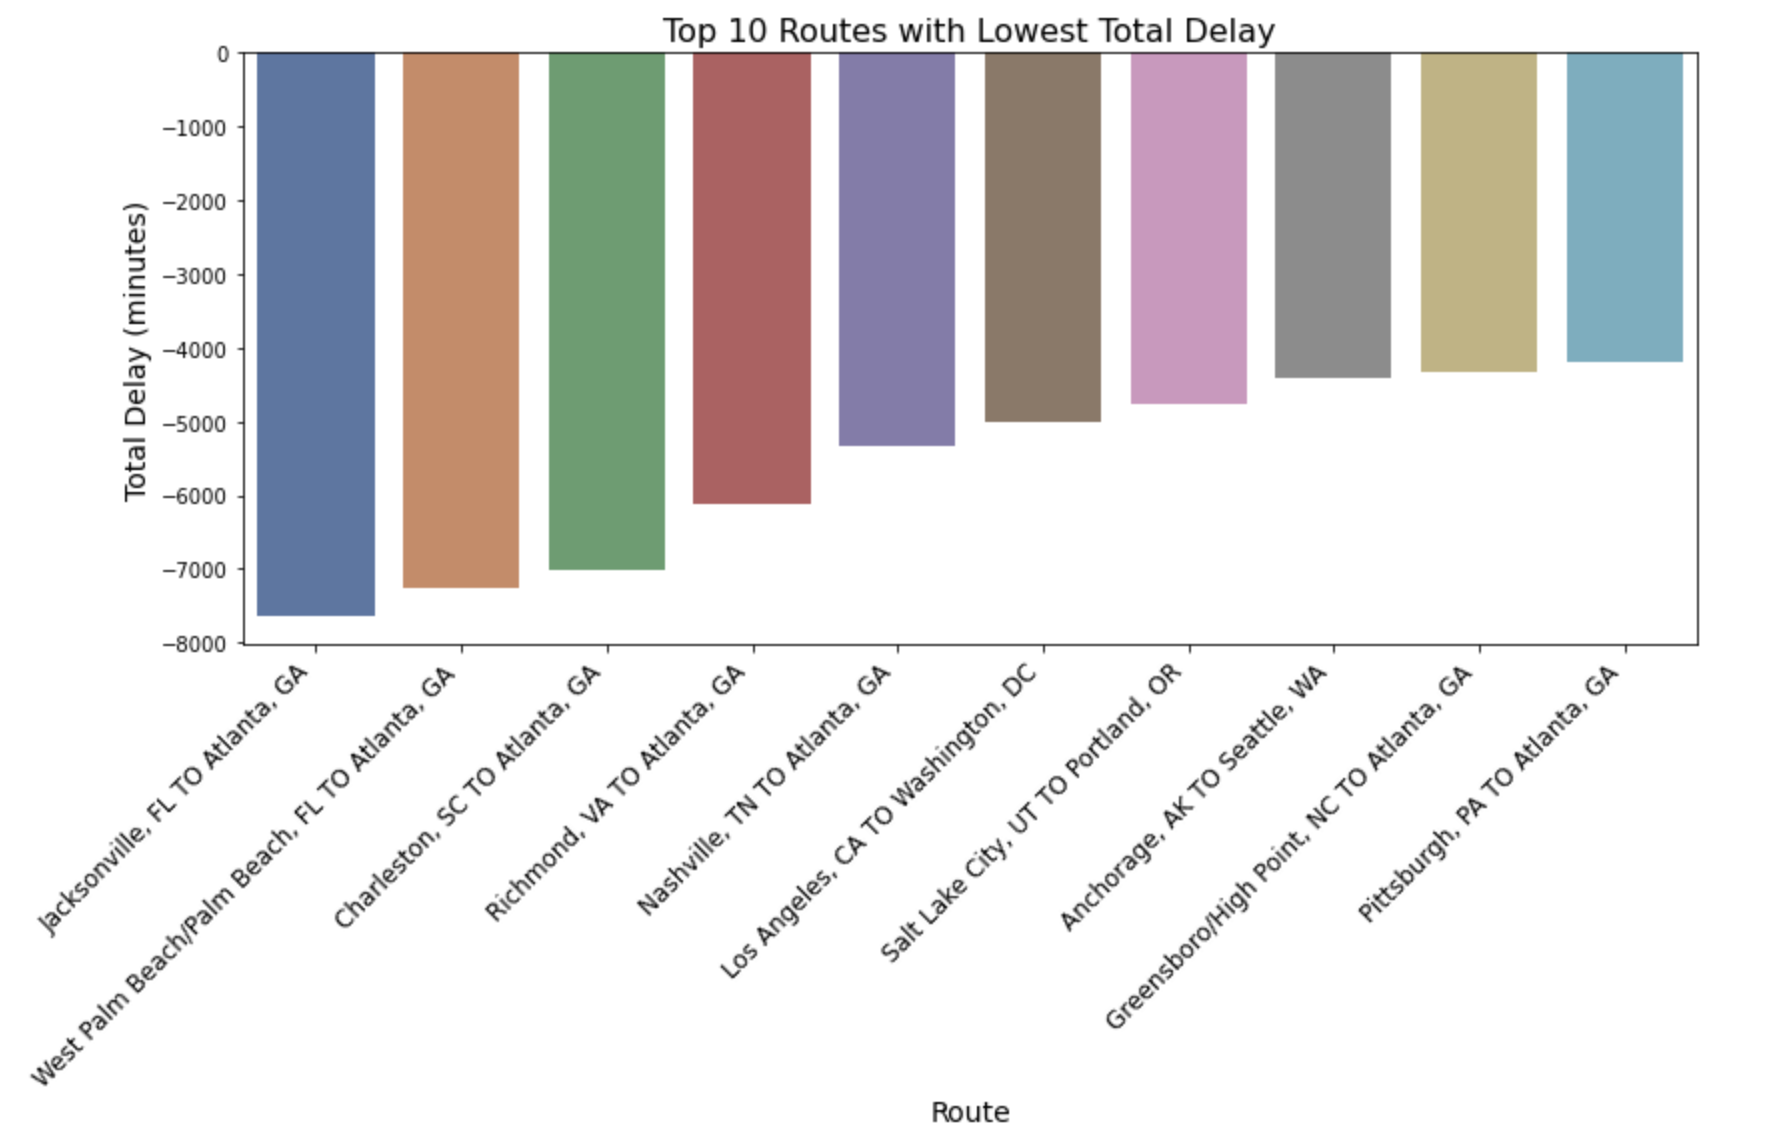 Top 10 Routes with Lowest Total Delay
Total Delay (minutes)
0
−1000
−2000
−3000
−4000
−5000
−6000
−7000
−8000
Jacksonville, FL TO Atlanta, GA
West Palm Beach/Palm Beach, FL TO Atlanta, GA
Charleston, SC TO Atlanta, GA
Richmond, VA TO Atlanta, GA
Nashville, TN TO Atlanta, GA
Los Angeles, CA TO Washington, DC
Salt Lake City, UT TO Portland, OR
Anchorage, AK TO Seattle, WA
Greensboro/High Point, NC TO Atlanta, GA
Pittsburgh, PA TO Atlanta, GA
Route